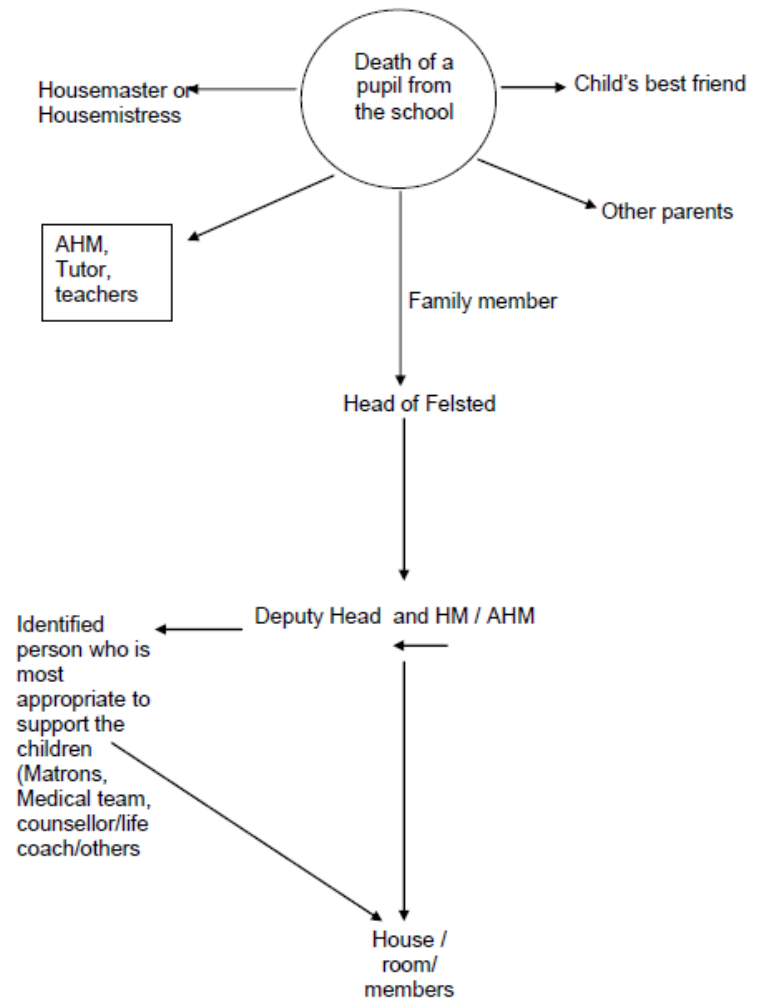 Death of a
pupil from
the school
Housemaster or
Housemistress
Child's best friend
Other parents
AHM,
Tutor,
teachers
Family member
Head of Felsted
Deputy Head and HM / AHM
Identified
person who is
most
appropriate to
support the
children
(Matrons,
Medical team,
counsellor/life
coach/others
House /
room/
members